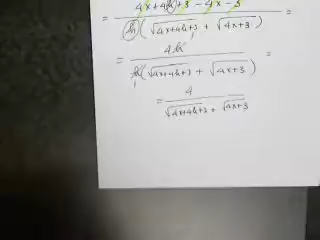 = 4x+4h+3-4x-3 / h(√4x+4h+3 + √4x+3) =
= 4h / h(√4x+4h+3 + √4x+3) =
= 4 / √4x+4h+3 + √4x+3